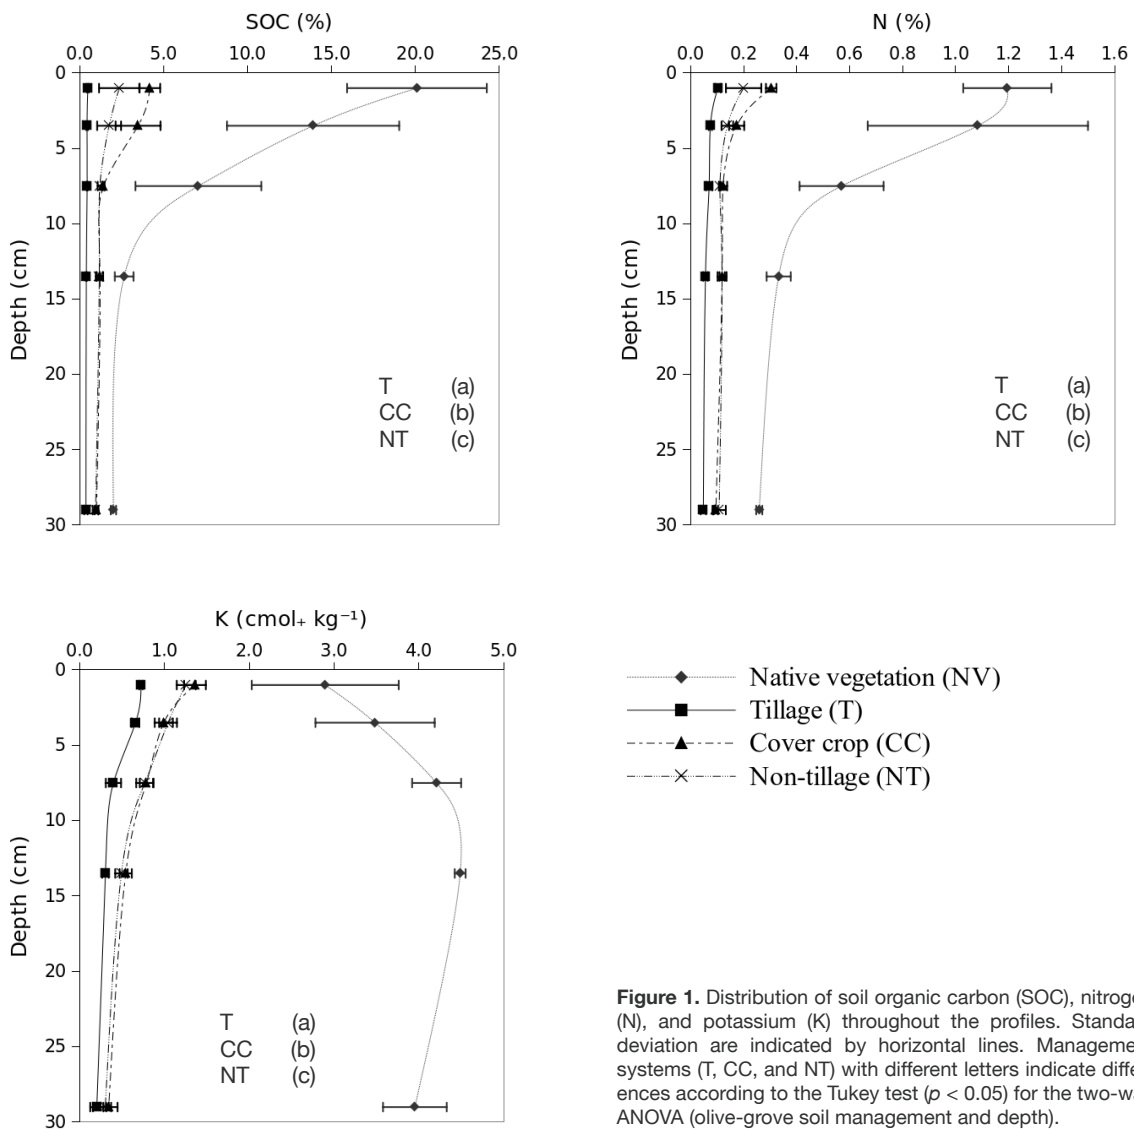 SOC (%)
0.0 5.0 10.0 15.0 20.0 25.0
0
5
10
15
20
25
30
Depth (cm)
T (a)
CC (b)
NT (c)
N (%)
0.0 0.2 0.4 0.6 0.8 1.0 1.2 1.4 1.6
0
5
10
15
20
25
30
Depth (cm)
T (a)
CC (b)
NT (c)
K (cmol₊ kg⁻¹)
0.0 1.0 2.0 3.0 4.0 5.0
0
5
10
15
20
25
30
Depth (cm)
T (a)
CC (b)
NT (c)
Native vegetation (NV)
Tillage (T)
Cover crop (CC)
Non-tillage (NT)
Figure 1. Distribution of soil organic carbon (SOC), nitroge
(N), and potassium (K) throughout the profiles. Standa
deviation are indicated by horizontal lines. Manageme
systems (T, CC, and NT) with different letters indicate diffe
ences according to the Tukey test (p < 0.05) for the two-wa
ANOVA (olive-grove soil management and depth).